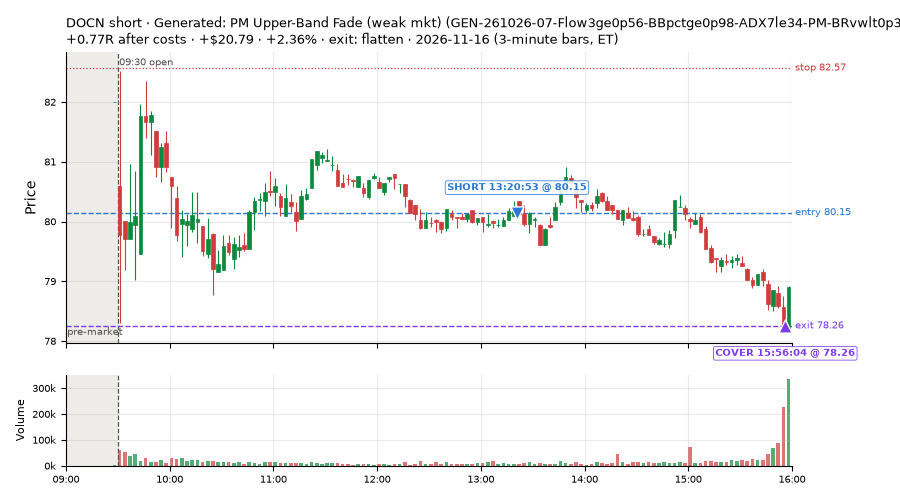 DOCN short · Generated: PM Upper-Band Fade (weak mkt) (GEN-261026-07-Flow3ge0p56-BBpctge0p98-ADX7le34-PM-BRvwlt0p3
+0.77R after costs · +$20.79 · +2.36% · exit: flatten · 2026-11-16 (3-minute bars, ET)
09:30 open
stop 82.57
82
81
SHORT 13:20:53 @ 80.15
entry 80.15
80
79
exit 78.26
pre-market
78
COVER 15:56:04 @ 78.26
Price
300k
200k
100k
0k
Volume
09:00
10:00
11:00
12:00
13:00
14:00
15:00
16:00